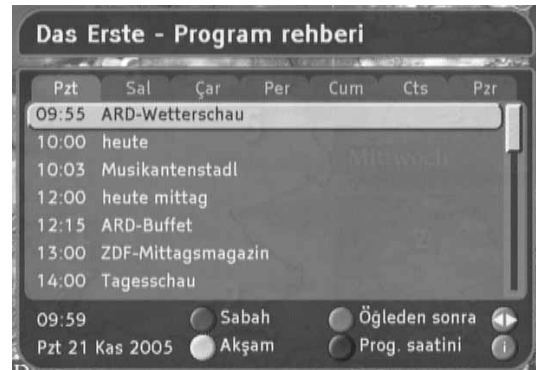 Das Erste - Program rehberi
Pzt Sal Çar Per Cum Cts Pzr
09:55 ARD-Wetterschau
10:00 heute
10:03 Musikantenstadl
12:00 heute mittag
12:15 ARD-Buffet
13:00 ZDF-Mittagsmagazin
14:00 Tagesschau
Mittwoch
2
09:59 Sabah Öğleden sonra
Pzt 21 Kas 2005 Akşam Prog. saatini i